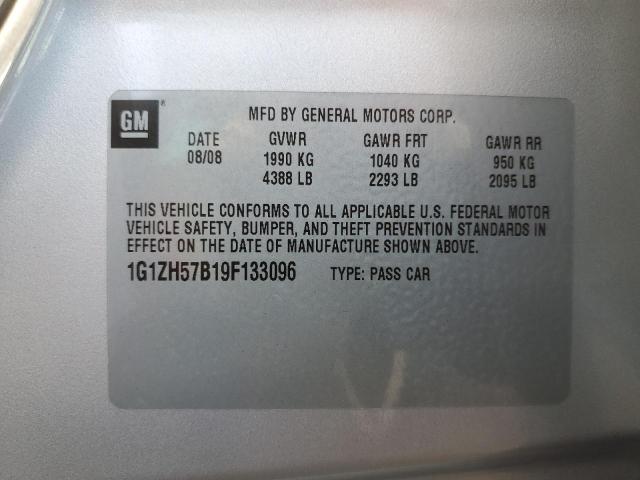 GM ®
MFD BY GENERAL MOTORS CORP.
DATE GVWR GAWR FRT GAWR RR
08/08 1990 KG 1040 KG 950 KG
4388 LB 2293 LB 2095 LB
THIS VEHICLE CONFORMS TO ALL APPLICABLE U.S. FEDERAL MOTOR
VEHICLE SAFETY, BUMPER, AND THEFT PREVENTION STANDARDS IN
EFFECT ON THE DATE OF MANUFACTURE SHOWN ABOVE.
1G1ZH57B19F133096 TYPE: PASS CAR